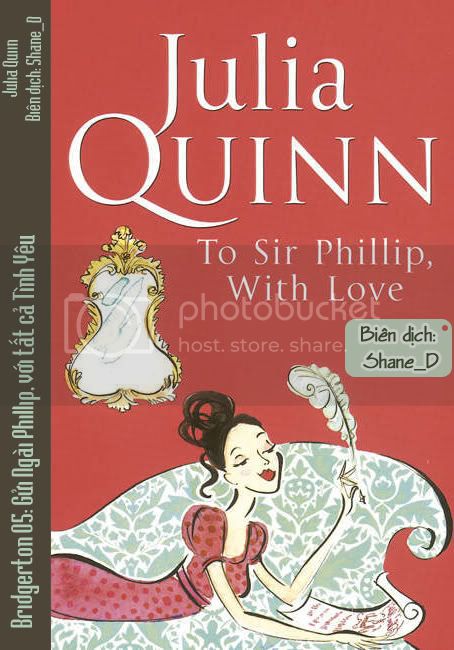 Julia Quinn
Biên dịch: Shane_D
Bridgerton 05: Gửi Ngài Phillip, với tất cả Tình Yêu
Julia
QUINN
To Sir Phillip,
With Love
photobucket
host. store. share.
Biên dịch:
Shane_D